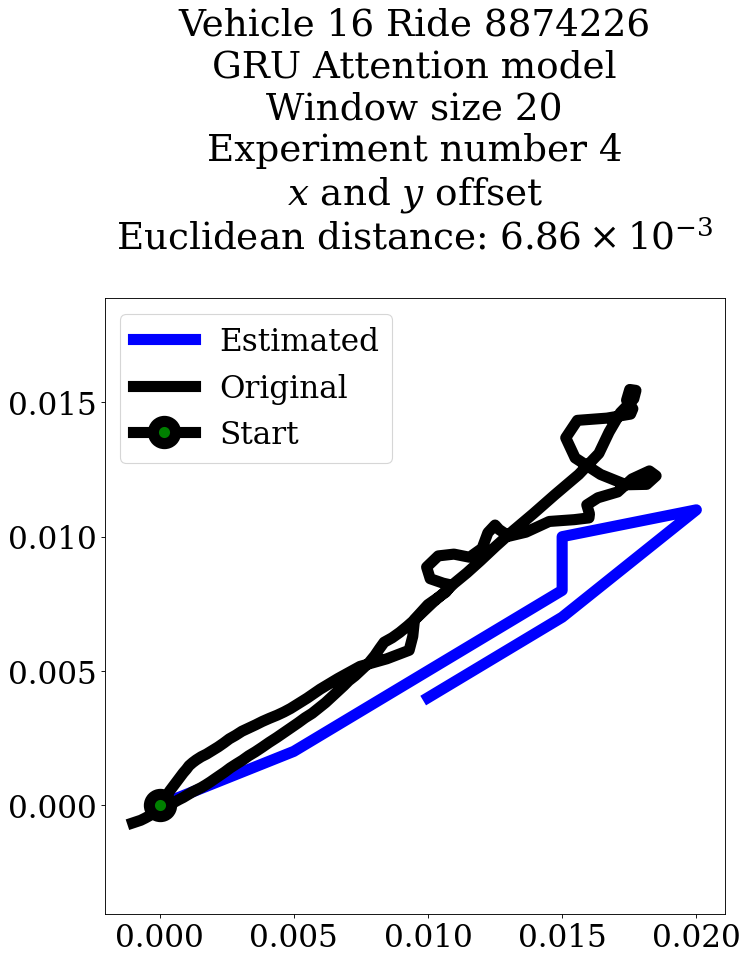 Vehicle 16 Ride 8874226
GRU Attention model
Window size 20
Experiment number 4
x and y offset
Euclidean distance: 6.86 × 10⁻³
Estimated
Original
Start
0.015
0.010
0.005
0.000
0.000 0.005 0.010 0.015 0.020